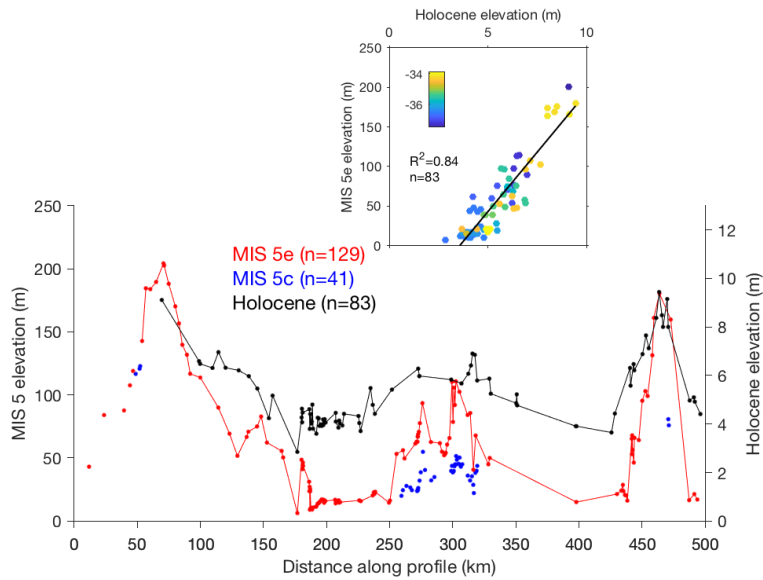 Holocene elevation (m)
0 5 10
250
200
150
100
50
0
MIS 5e elevation (m)
-34
-36
R2=0.84
n=83
MIS 5e (n=129)
MIS 5c (n=41)
Holocene (n=83)
250
200
150
100
50
0
MIS 5 elevation (m)
12
10
8
6
4
2
0
Holocene elevation (m)
0 50 100 150 200 250 300 350 400 450 500
Distance along profile (km)